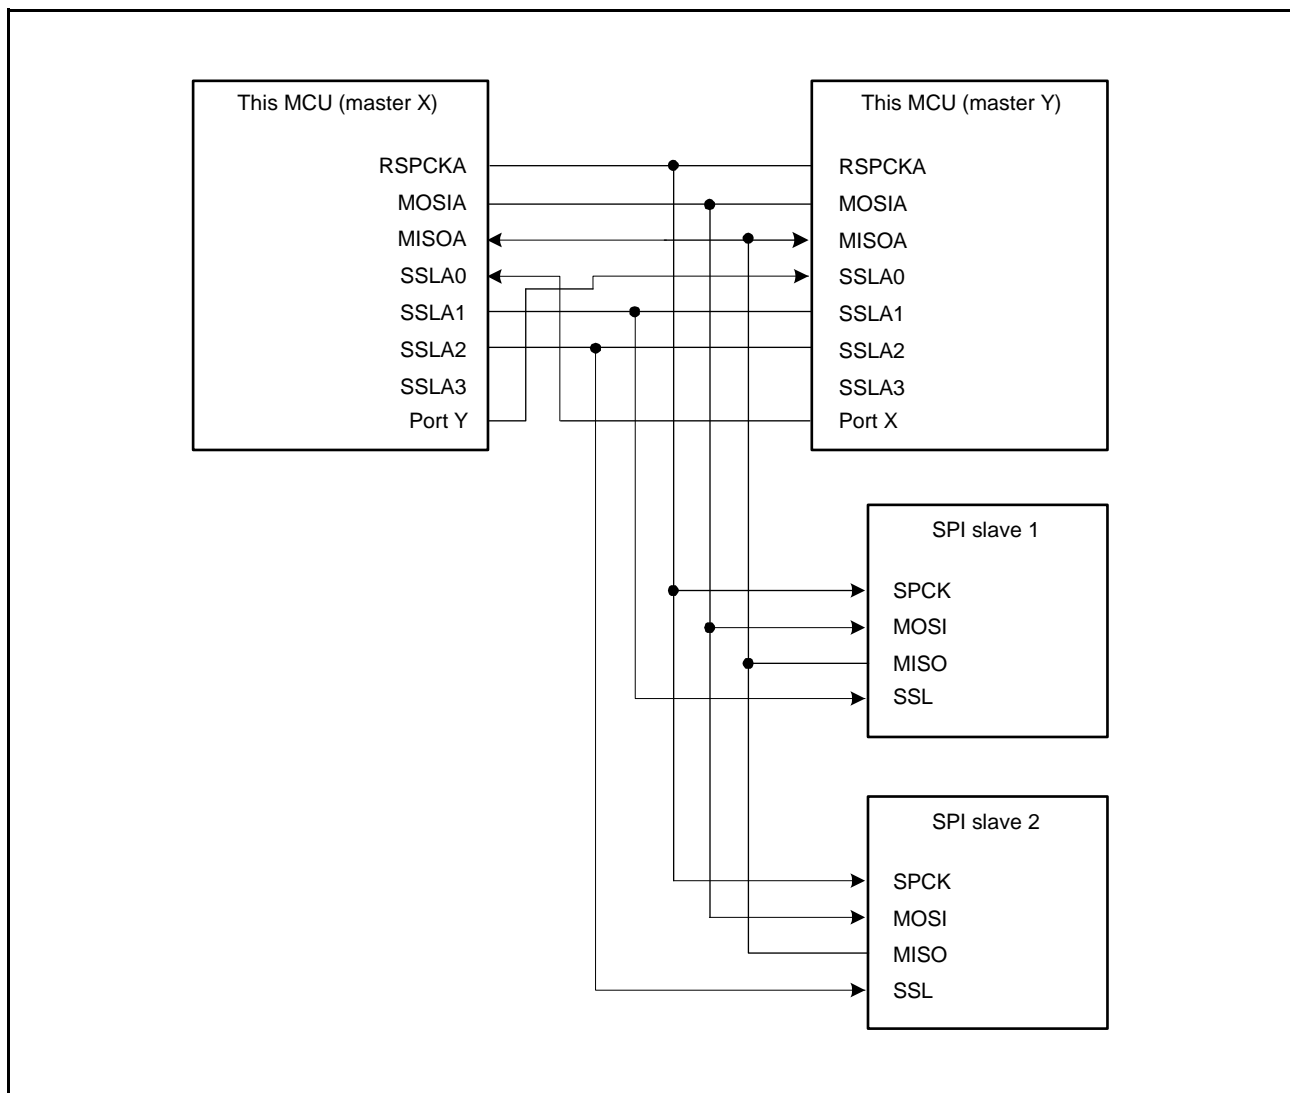 This MCU (master X)
RSPCKA
MOSIA
MISOA
SSLA0
SSLA1
SSLA2
SSLA3
Port Y
This MCU (master Y)
RSPCKA
MOSIA
MISOA
SSLA0
SSLA1
SSLA2
SSLA3
Port X
SPI slave 1
SPCK
MOSI
MISO
SSL
SPI slave 2
SPCK
MOSI
MISO
SSL